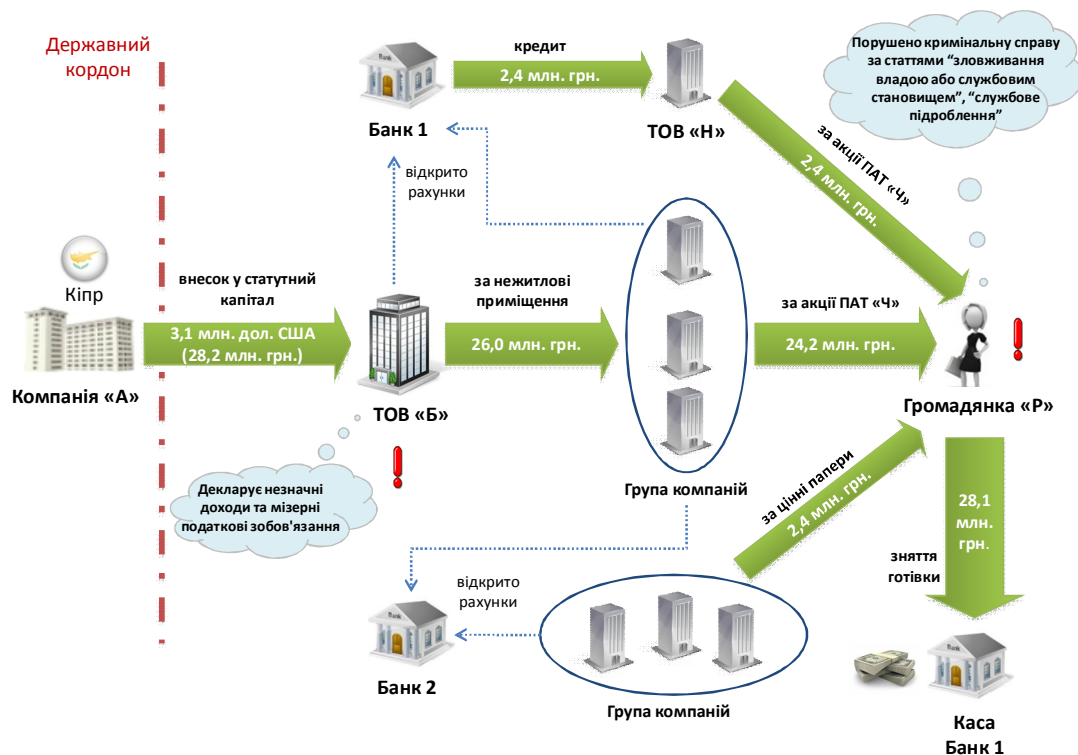 Державний
кордон
кредит
2,4 млн. грн.
Bank
Банк 1
ТОВ «Н»
Порушено кримінальну справу
за статтями “зловживання
владою або службовим
становищем”, “службове
підроблення”
за акції ПАТ «Ч»
2,4 млн. грн.
відкрито
рахунки
Кіпр
Компанія «А»
внесок у статутний
капітал
3,1 млн. дол. США
(28,2 млн. грн.)
ТОВ «Б»
за нежитлові
приміщення
26,0 млн. грн.
за акції ПАТ «Ч»
24,2 млн. грн.
Громадянка «Р»
Декларує незначні
доходи та мізерні
податкові зобов'язання
Група компаній
за цінні папери
2,4 млн. грн.
28,1
млн.
грн.
зняття
готівки
відкрито
рахунки
Bank
Банк 2
Група компаній
Bank
Каса
Банк 1